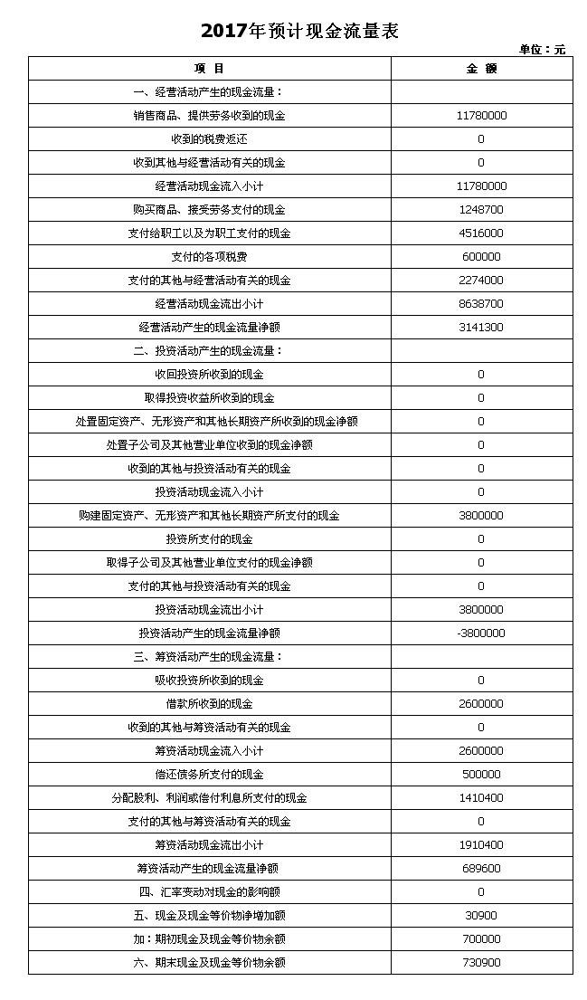 2017年预计现金流量表
单位：元
项 目 金 额
一、经营活动产生的现金流量：
销售商品、提供劳务收到的现金 11780000
收到的税费返还 0
收到其他与经营活动有关的现金 0
经营活动现金流入小计 11780000
购买商品、接受劳务支付的现金 1248700
支付给职工以及为职工支付的现金 4516000
支付的各项税费 600000
支付的其他与经营活动有关的现金 2274000
经营活动现金流出小计 8638700
经营活动产生的现金流量净额 3141300
二、投资活动产生的现金流量：
收回投资所收到的现金 0
取得投资收益所收到的现金 0
处置固定资产、无形资产和其他长期资产所收到的现金净额 0
处置子公司及其他营业单位收到的现金净额 0
收到的其他与投资活动有关的现金 0
投资活动现金流入小计 0
购建固定资产、无形资产和其他长期资产所支付的现金 3800000
投资所支付的现金 0
取得子公司及其他营业单位支付的现金净额 0
支付的其他与投资活动有关的现金 0
投资活动现金流出小计 3800000
投资活动产生的现金流量净额 -3800000
三、筹资活动产生的现金流量：
吸收投资所收到的现金 0
借款所收到的现金 2600000
收到的其他与筹资活动有关的现金 0
筹资活动现金流入小计 2600000
偿还债务所支付的现金 500000
分配股利、利润或偿付利息所支付的现金 1410400
支付的其他与筹资活动有关的现金 0
筹资活动现金流出小计 1910400
筹资活动产生的现金流量净额 689600
四、汇率变动对现金的影响额 0
五、现金及现金等价物净增加额 30900
加：期初现金及现金等价物余额 700000
六、期末现金及现金等价物余额 730900